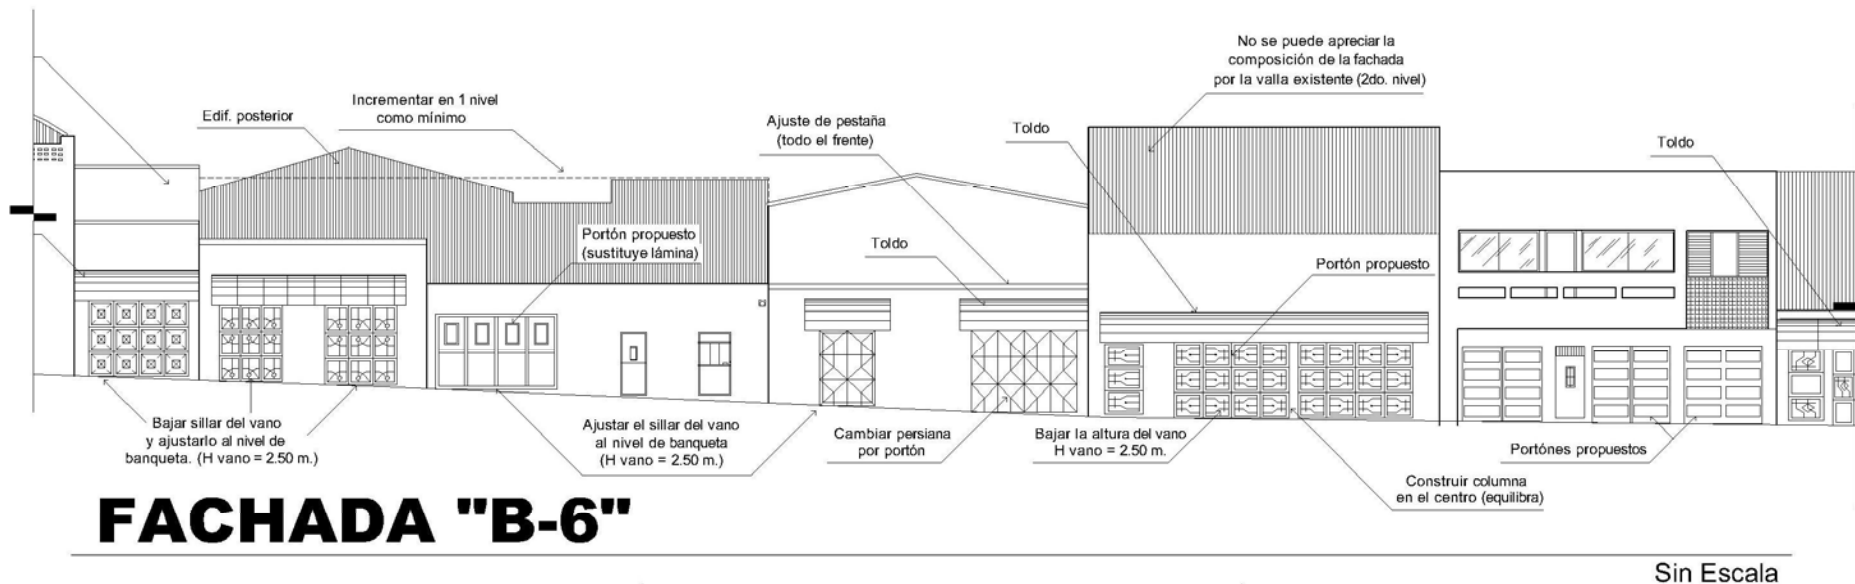 No se puede apreciar la
composición de la fachada
por la valla existente (2do. nivel)
Incrementar en 1 nivel
como mínimo
Edif. posterior
Ajuste de pestaña
(todo el frente)
Toldo
Toldo
Portón propuesto
(sustituye lámina)
Toldo
Portón propuesto
Bajar sillar del vano
y ajustarlo al nivel de
banqueta. (H vano = 2.50 m.)
Ajustar el sillar del vano
al nivel de banqueta
(H vano = 2.50 m.)
Cambiar persiana
por portón
Bajar la altura del vano
H vano = 2.50 m.
Portónes propuestos
Construir columna
en el centro (equilibra)
FACHADA "B-6"
Sin Escala